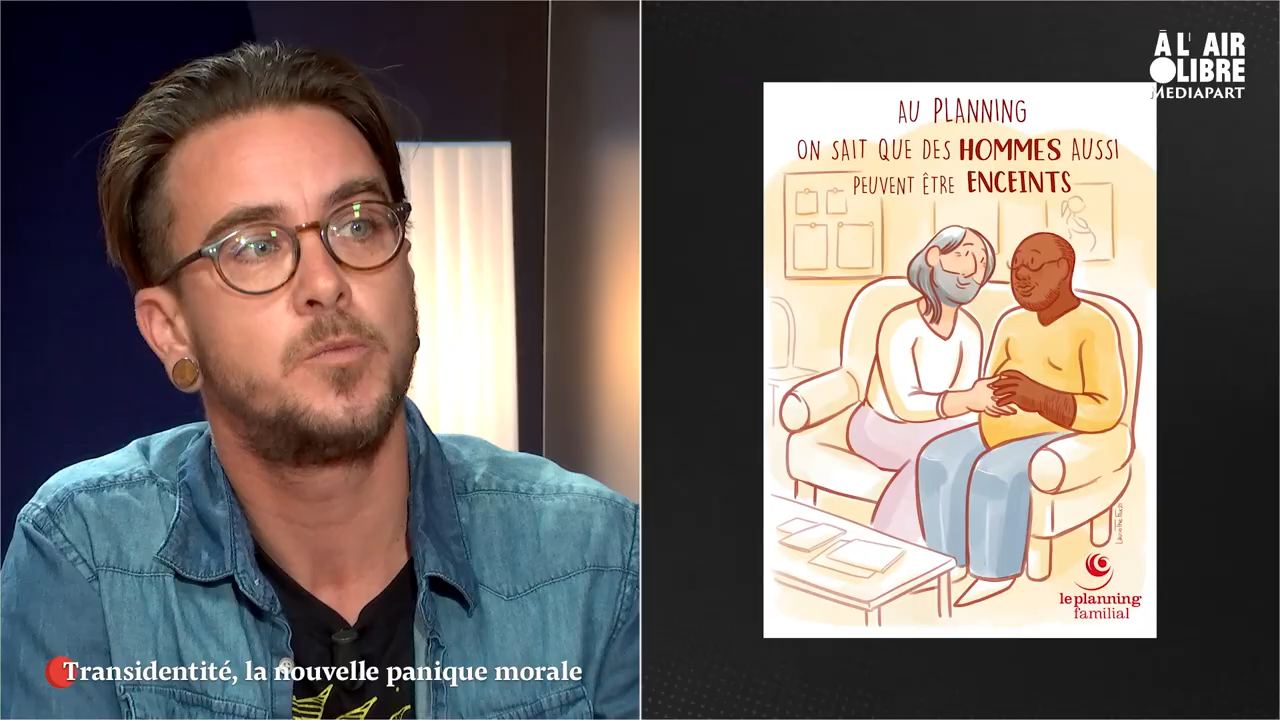 À L' AIR
LIBRE
MEDIAPART
AU PLANNING
ON SAIT QUE DES HOMMES AUSSI
PEUVENT ÊTRE ENCEINTS
le planning
familial
Transidentité, la nouvelle panique morale